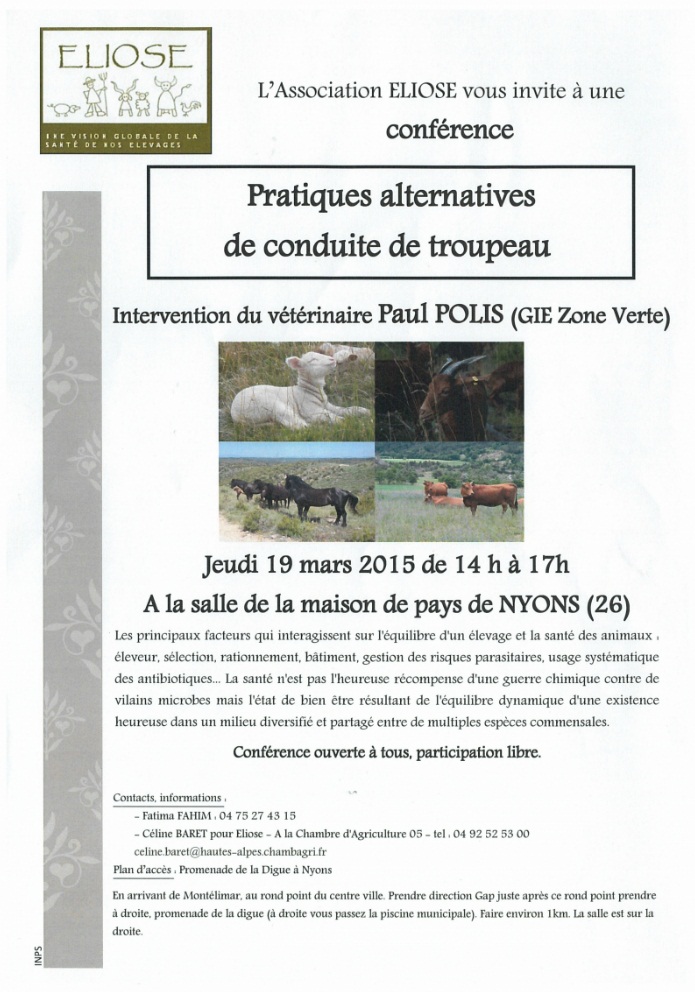 ELIOSE
UNE VISION GLOBALE DE LA
SANTÉ DE NOS ELEVAGES
L'Association ELIOSE vous invite à une
conférence
Pratiques alternatives
de conduite de troupeau
Intervention du vétérinaire Paul POLIS (GIE Zone Verte)
Jeudi 19 mars 2015 de 14 h à 17h
A la salle de la maison de pays de NYONS (26)
Les principaux facteurs qui interagissent sur l'équilibre d'un élevage et la santé des animaux :
éleveur, sélection, rationnement, bâtiment, gestion des risques parasitaires, usage systématique
des antibiotiques... La santé n'est pas l'heureuse récompense d'une guerre chimique contre de
vilains microbes mais l'état de bien être résultant de l'équilibre dynamique d'une existence
heureuse dans un milieu diversifié et partagé entre de multiples espèces commensales.
Conférence ouverte à tous, participation libre.
Contacts, informations :
- Fatima FAHIM : 04 75 27 43 15
- Céline BARET pour Eliose - A la Chambre d'Agriculture 05 - tel : 04 92 52 53 00
celine.baret@hautes-alpes.chambagri.fr
Plan d'accès : Promenade de la Digue à Nyons
En arrivant de Montélimar, au rond point du centre ville. Prendre direction Gap juste après ce rond point prendre
à droite, promenade de la digue (à droite vous passez la piscine municipale). Faire environ 1km. La salle est sur la
droite.
INPS